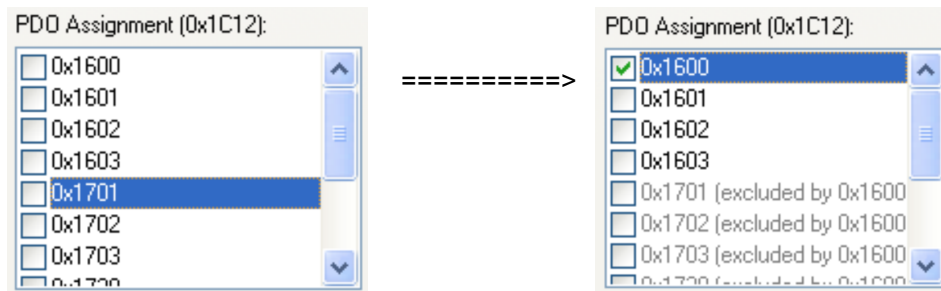 PDO Assignment (0x1C12):
0x1600
0x1601
0x1602
0x1603
0x1701
0x1702
0x1703
==========>
PDO Assignment (0x1C12):
0x1600
0x1601
0x1602
0x1603
0x1701 (excluded by 0x1600
0x1702 (excluded by 0x1600
0x1703 (excluded by 0x1600